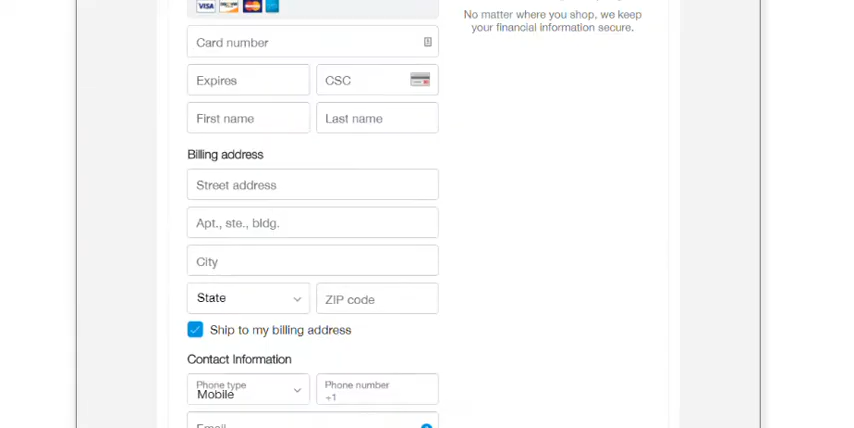 VISA
No matter where you shop, we keep
your financial information secure.
Card number
Expires
CSC
First name
Last name
Billing address
Street address
Apt., ste., bldg.
City
State
ZIP code
Ship to my billing address
Contact Information
Phone type
Mobile
Phone number
+1
Email